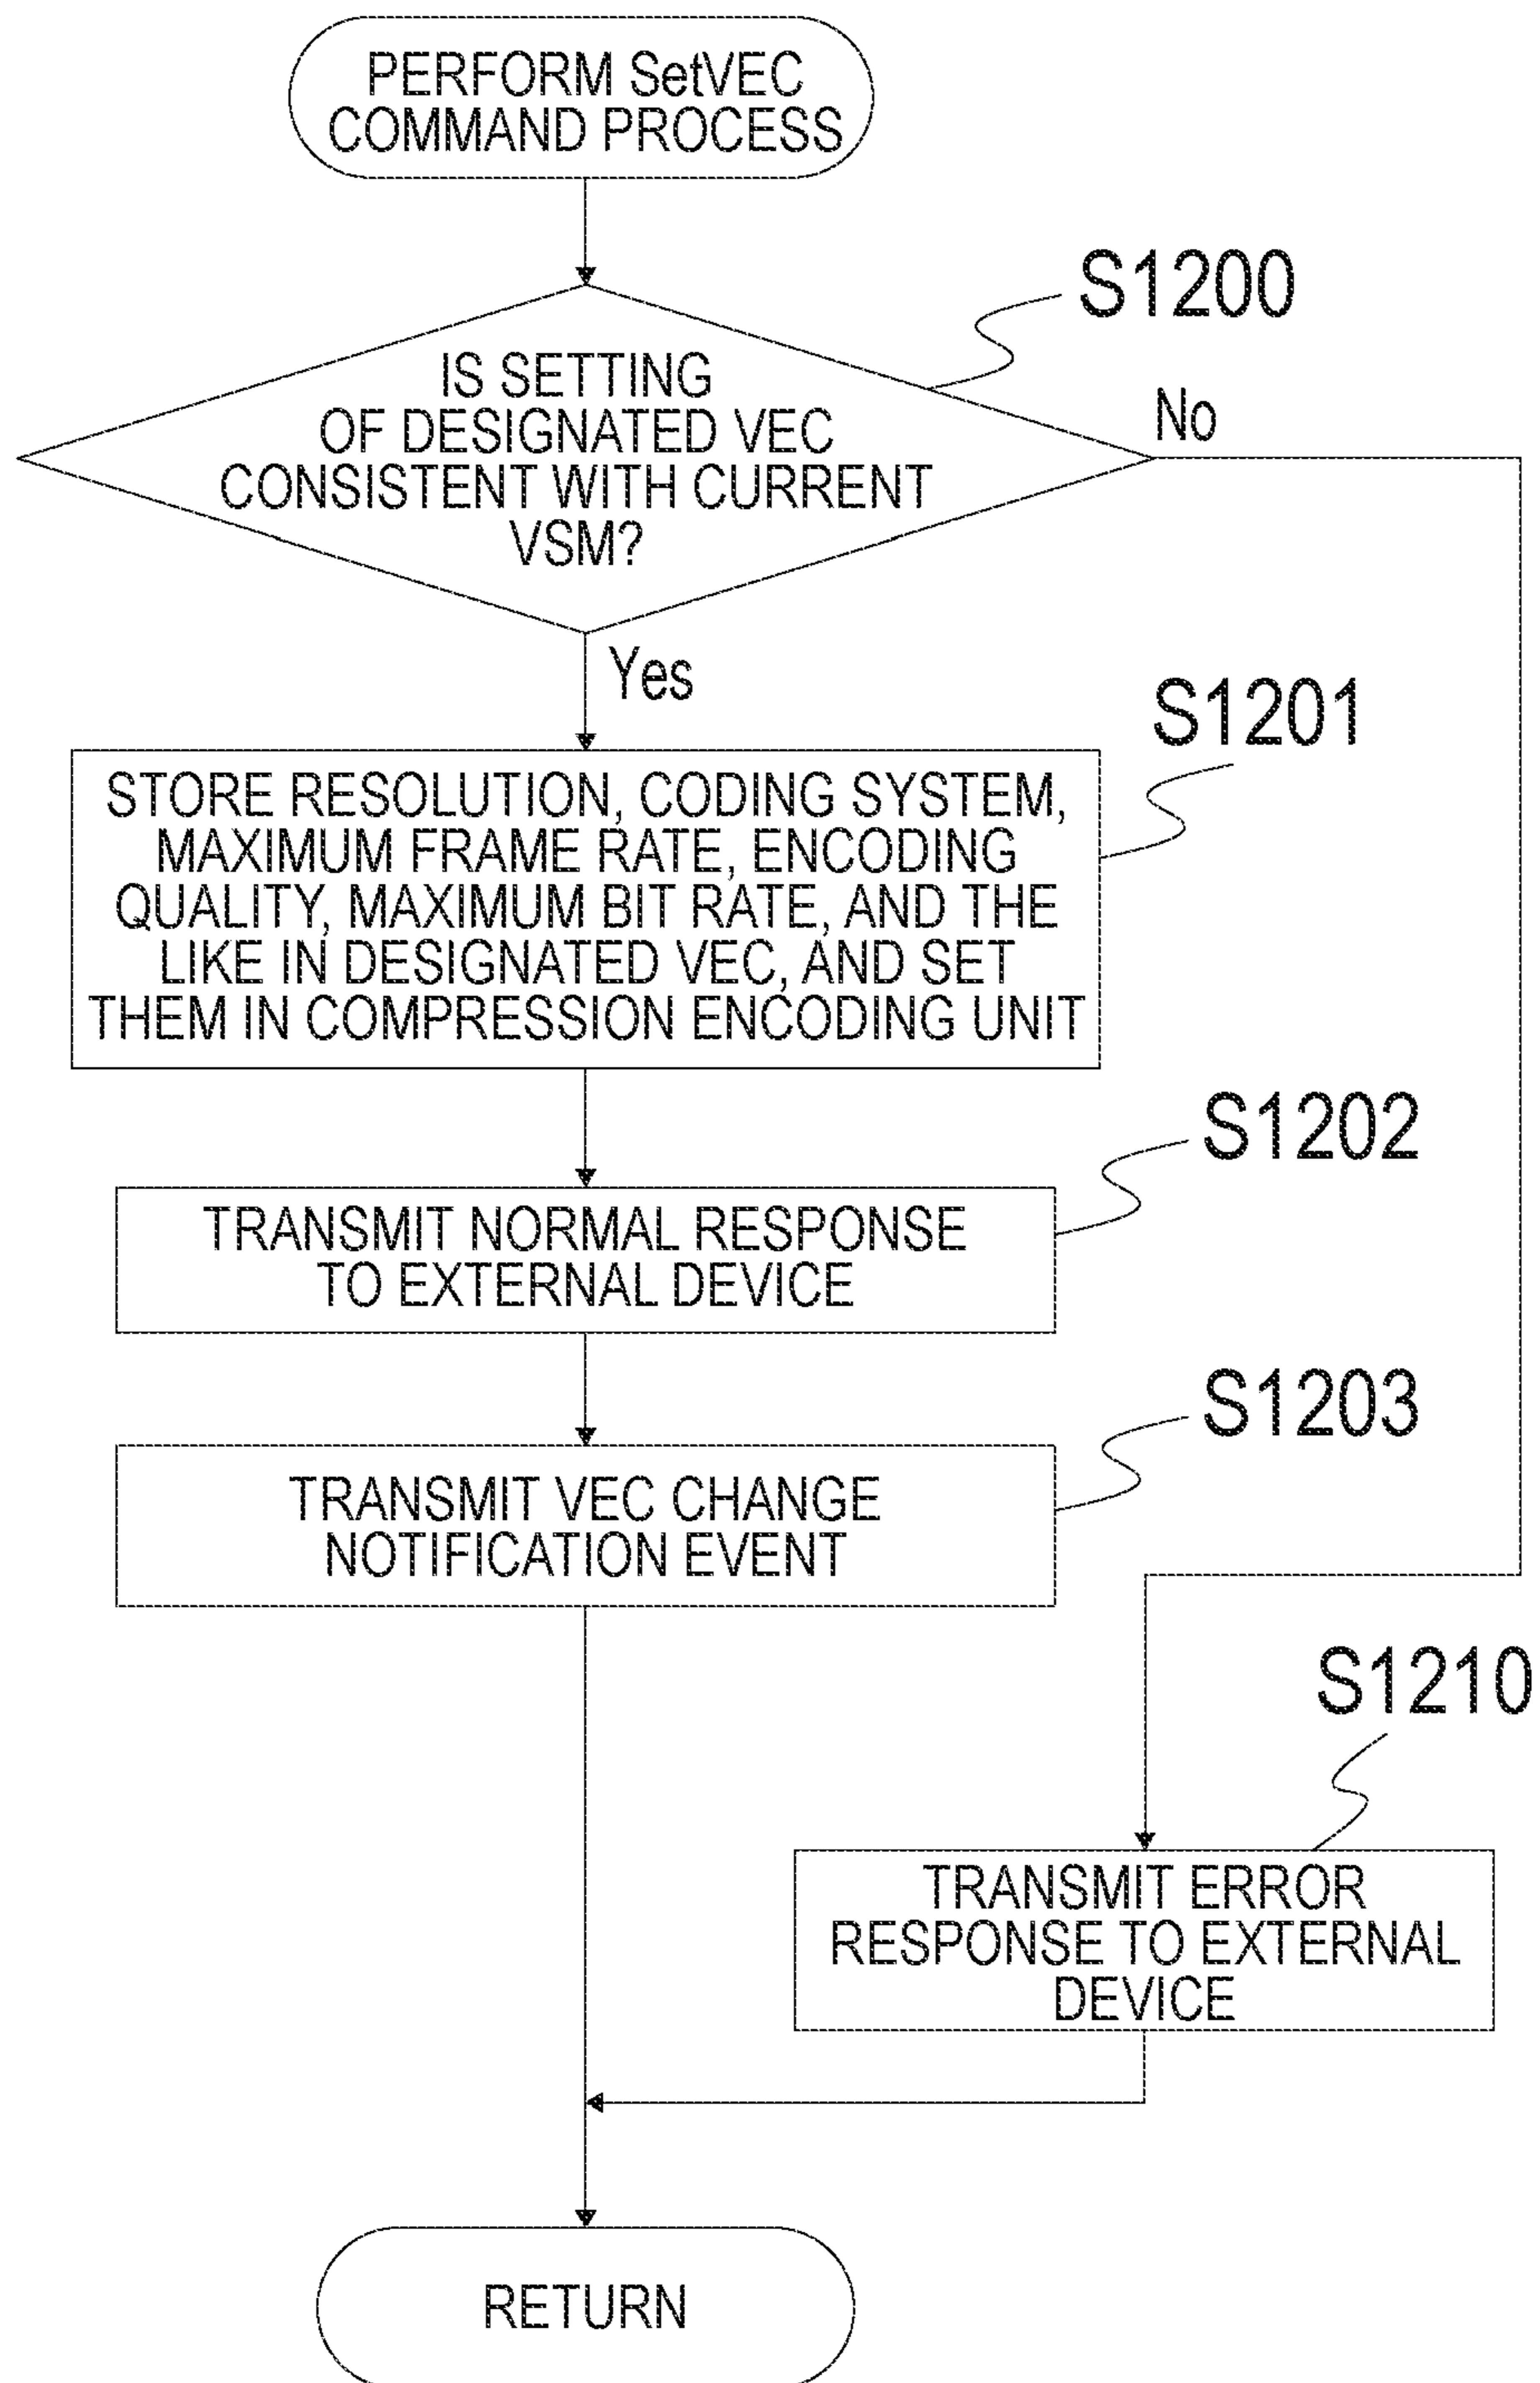 PERFORM SetVEC
COMMAND PROCESS
S1200
IS SETTING
OF DESIGNATED VEC
CONSISTENT WITH CURRENT
VSM?
No
Yes
S1201
STORE RESOLUTION, CODING SYSTEM,
MAXIMUM FRAME RATE, ENCODING
QUALITY, MAXIMUM BIT RATE, AND THE
LIKE IN DESIGNATED VEC, AND SET
THEM IN COMPRESSION ENCODING UNIT
S1202
TRANSMIT NORMAL RESPONSE
TO EXTERNAL DEVICE
S1203
TRANSMIT VEC CHANGE
NOTIFICATION EVENT
S1210
TRANSMIT ERROR
RESPONSE TO EXTERNAL
DEVICE
RETURN